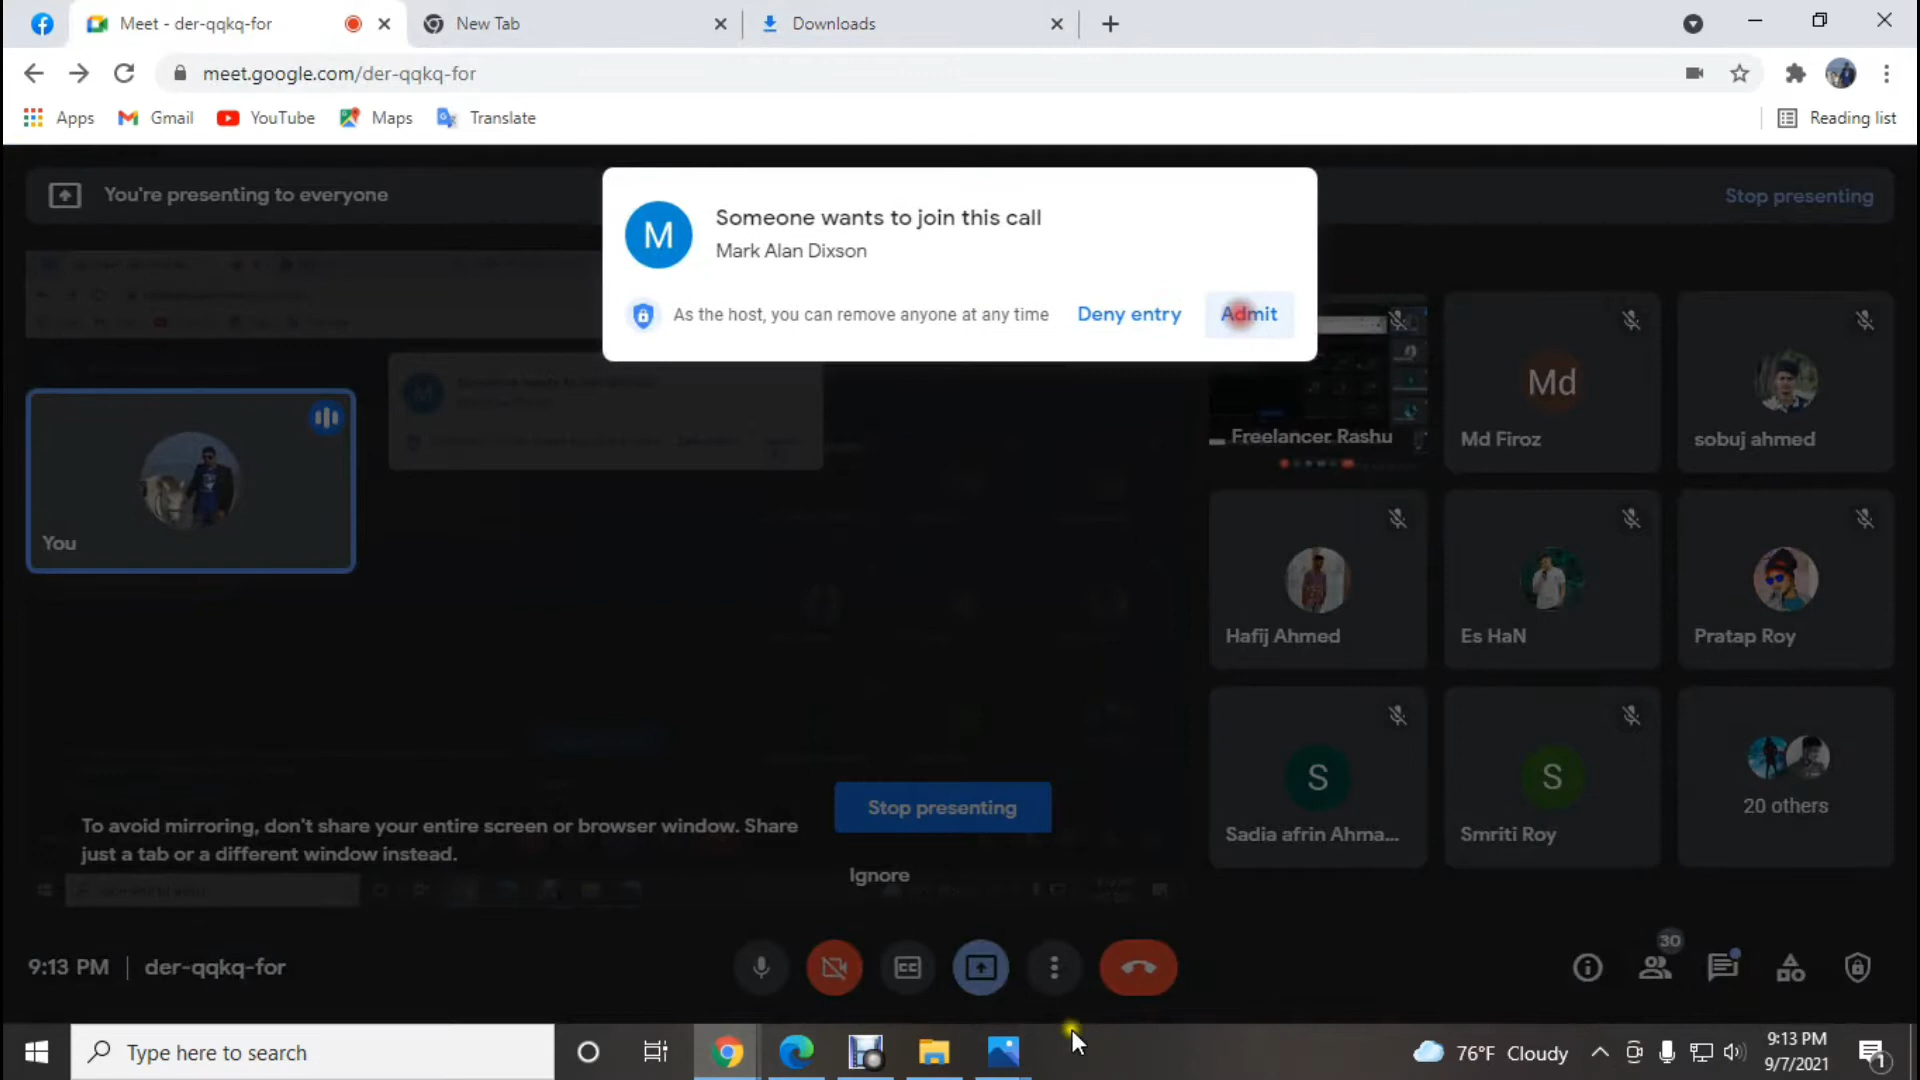 Meet - der-qqkq-for
New Tab
Downloads
meet.google.com/der-qqkq-for
Apps
Gmail
YouTube
Maps
Translate
Reading list
You're presenting to everyone
Stop presenting
M
Someone wants to join this call
Mark Alan Dixson
As the host, you can remove anyone at any time
Deny entry
Admit
You
Freelancer Rashu
Md
Md Firoz
sobuj ahmed
Hafij Ahmed
Es HaN
Pratap Roy
S
Sadia afrin Ahma...
S
Smriti Roy
20 others
To avoid mirroring, don't share your entire screen or browser window. Share
just a tab or a different window instead.
Stop presenting
Ignore
9:13 PM | der-qqkq-for
CC
30
Type here to search
76°F Cloudy
9:13 PM
9/7/2021
1